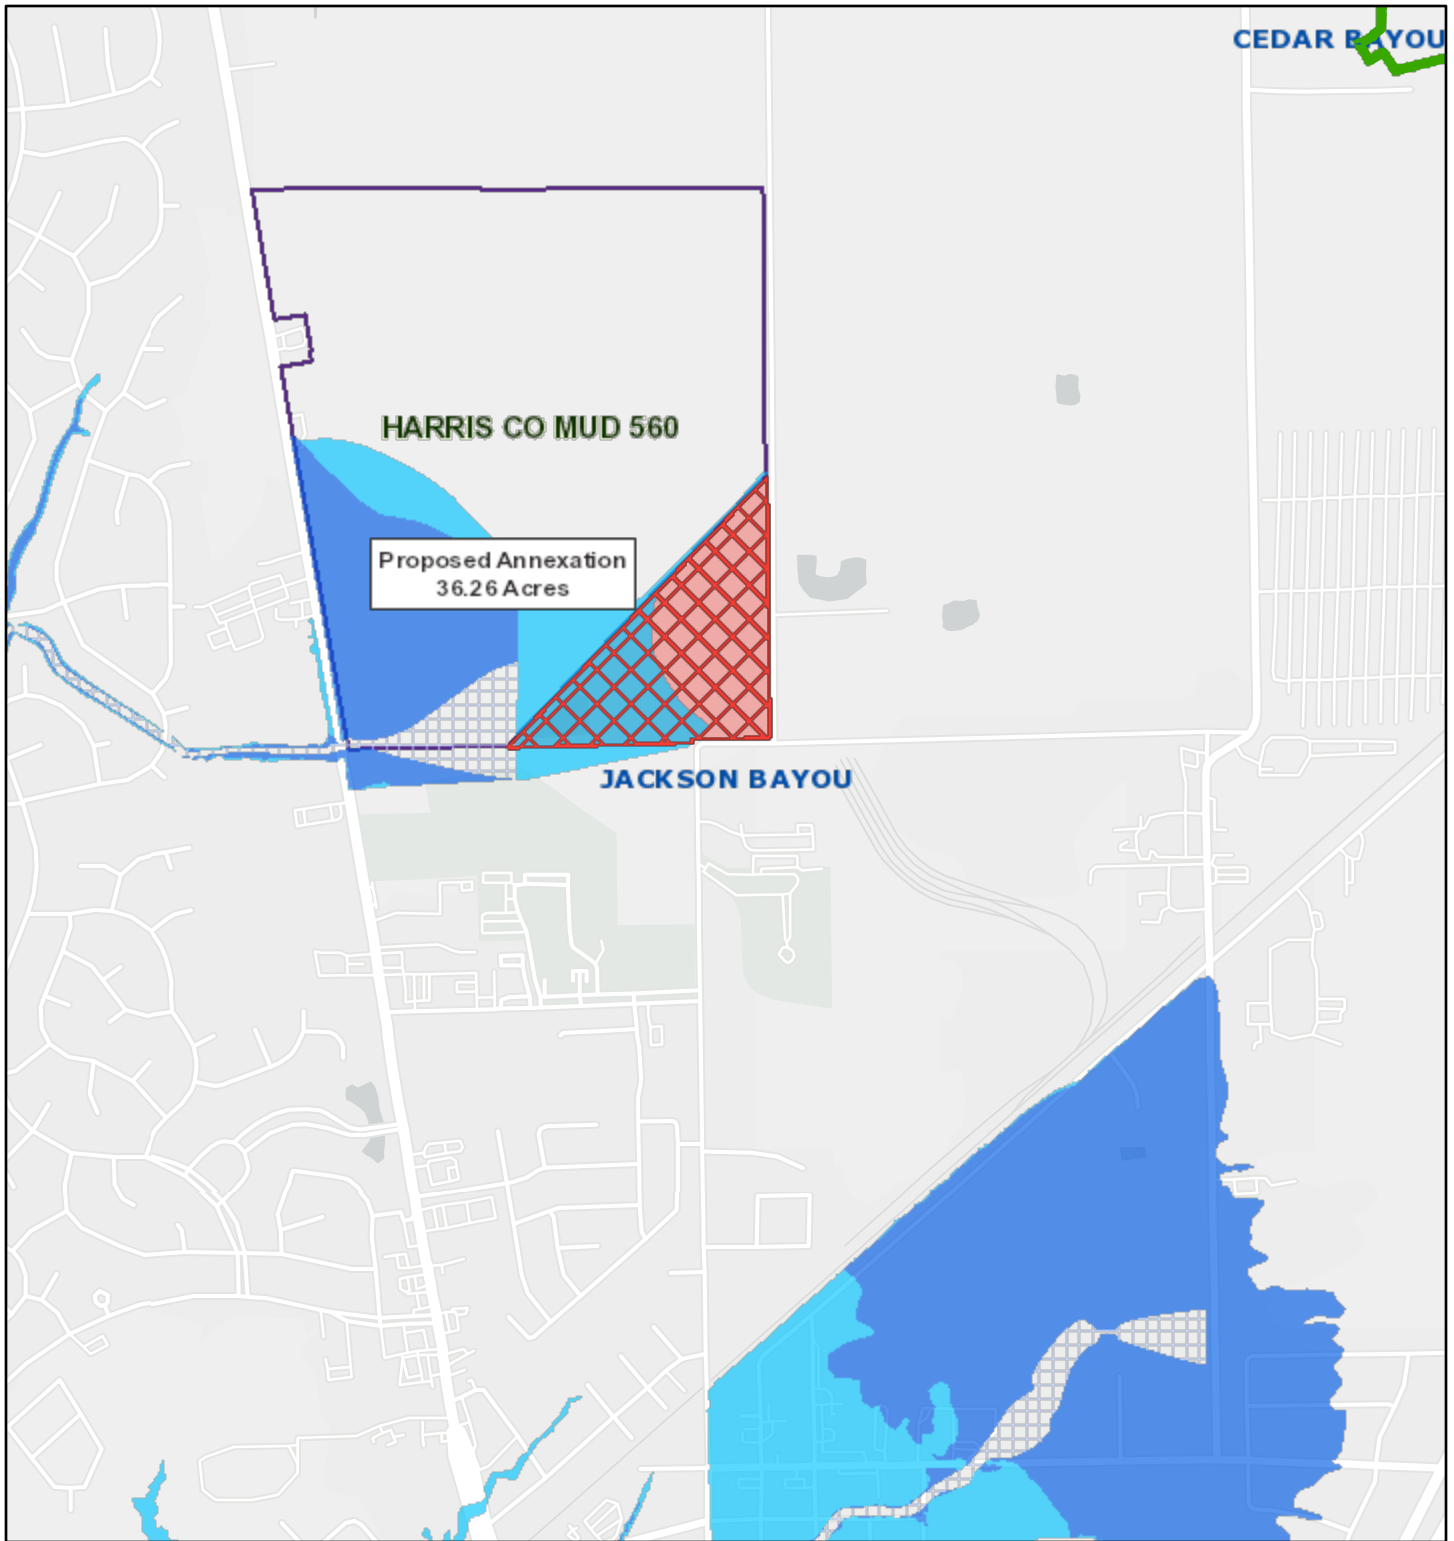 CEDAR BAYOU
HARRIS CO MUD 560
Proposed Annexation
36.26 Acres
JACKSON BAYOU